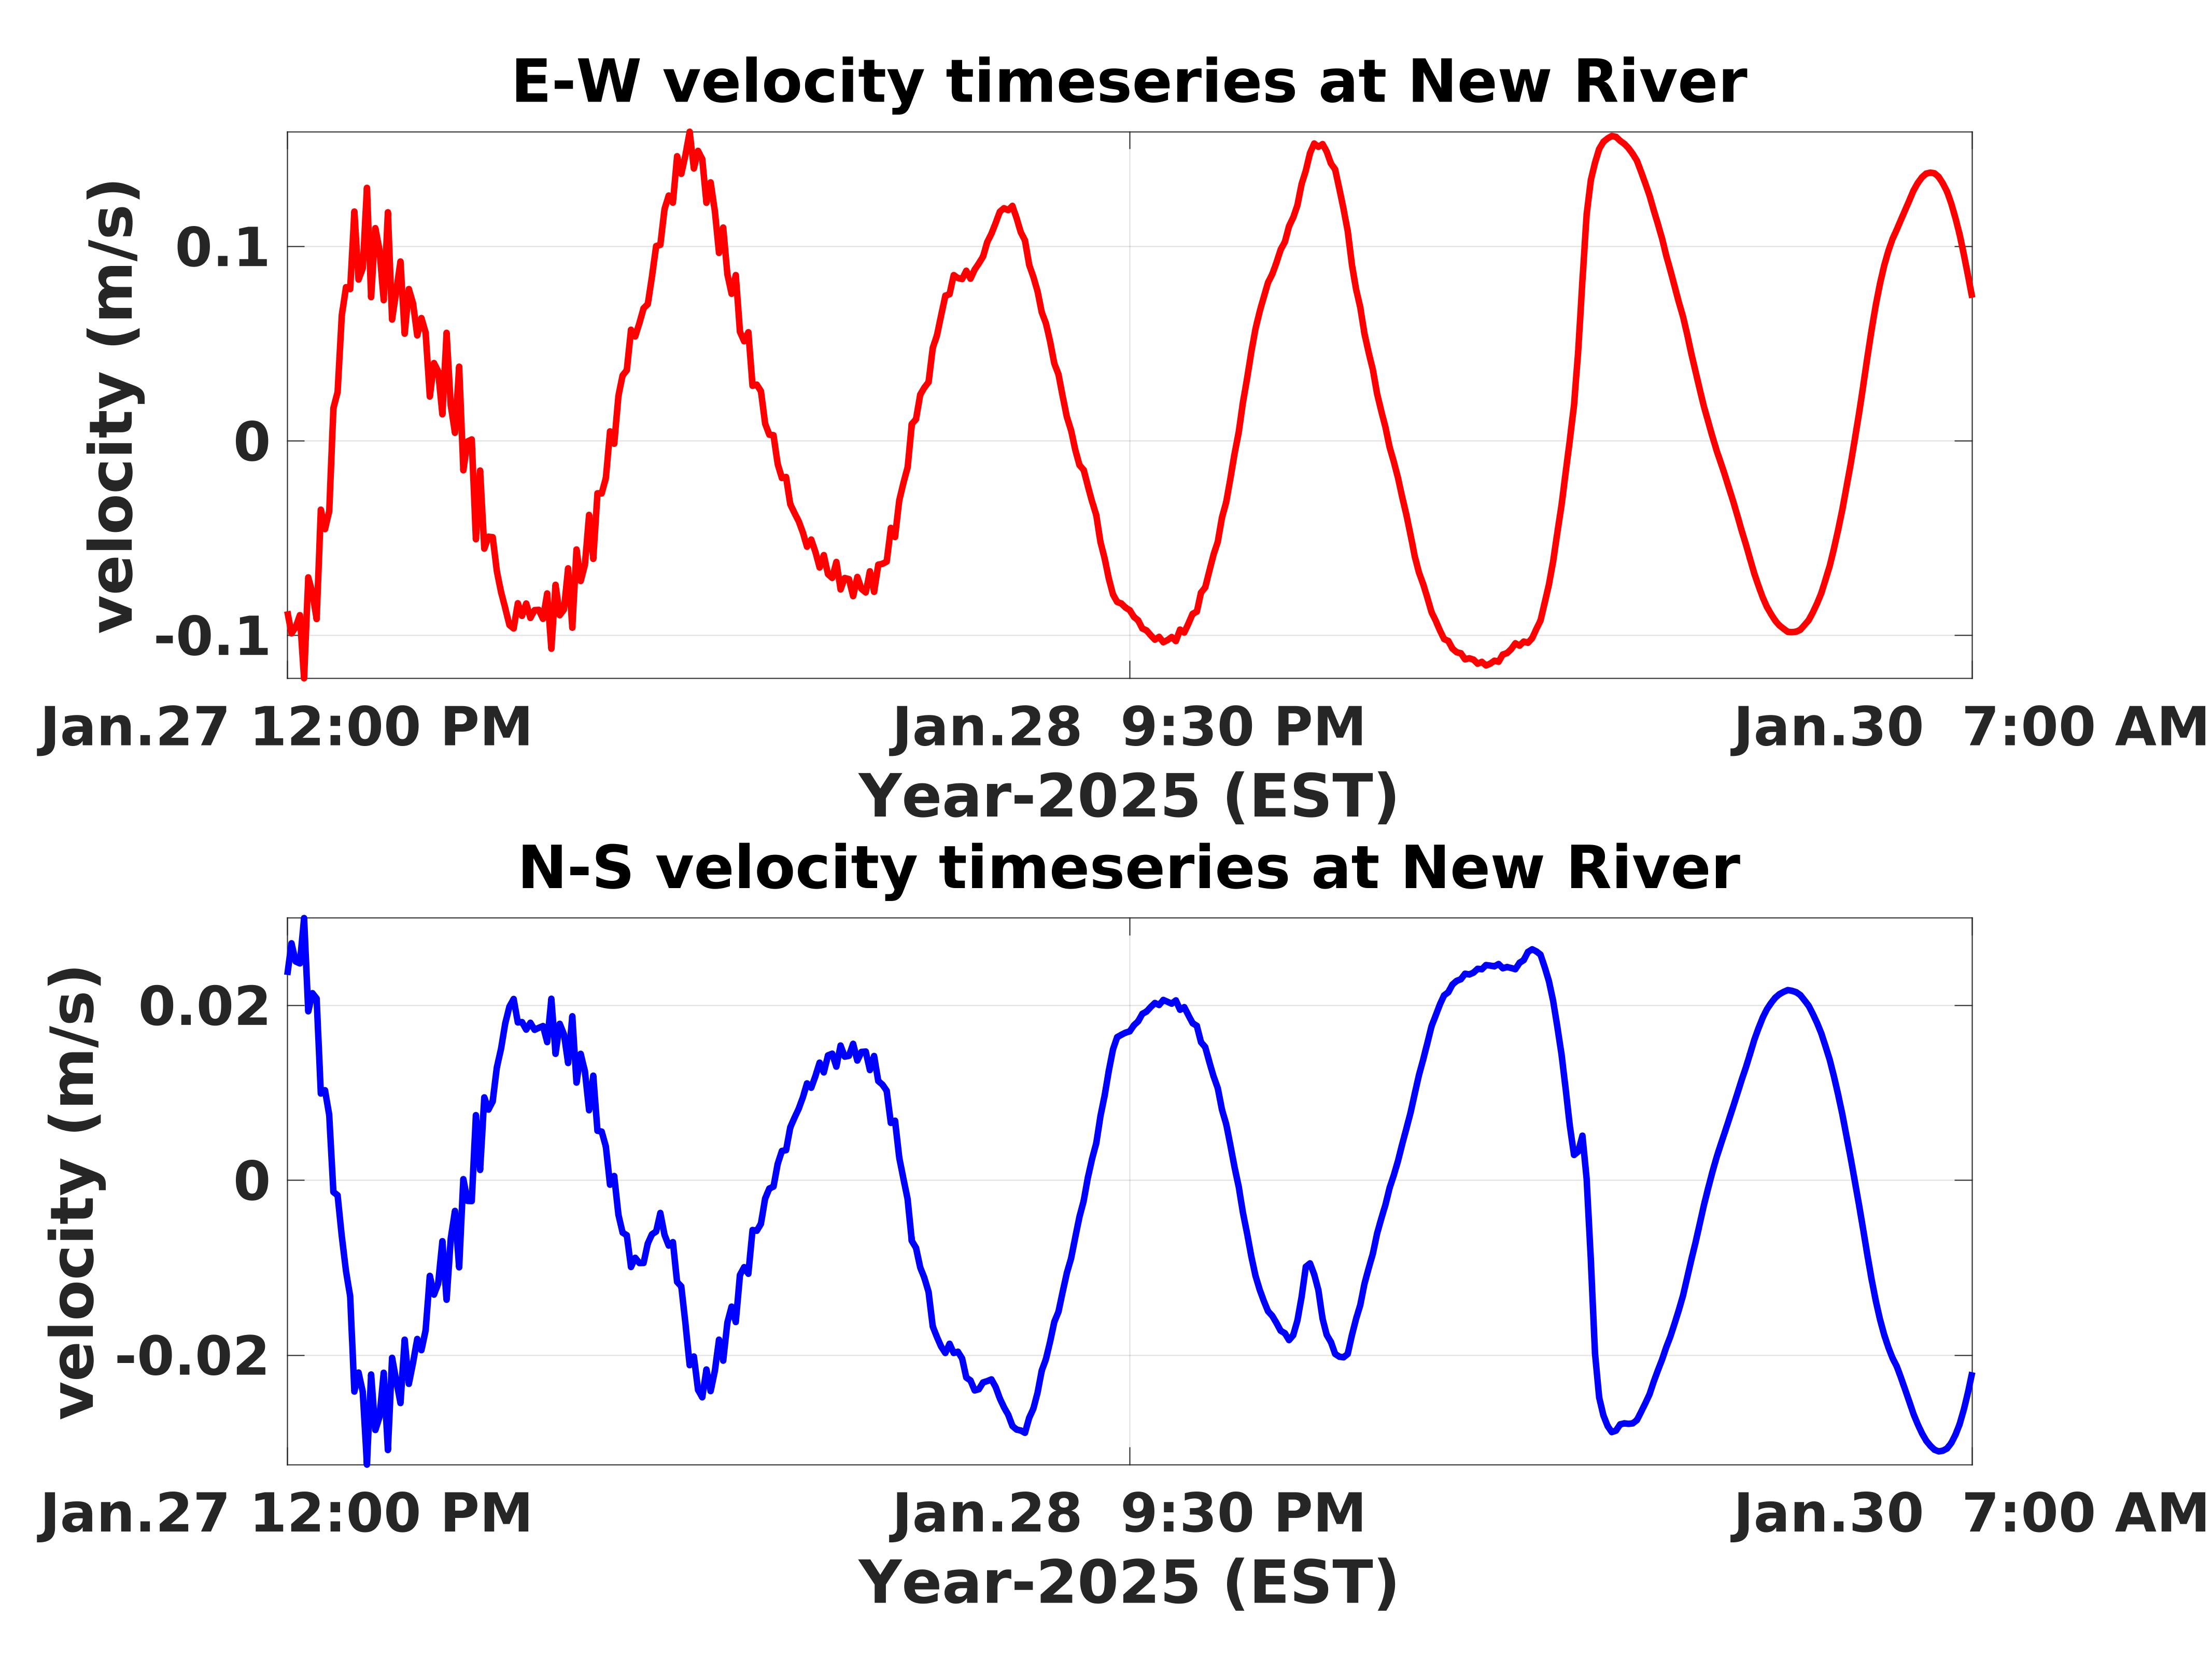 E-W velocity timeseries at New River
velocity (m/s)
0.1
0
-0.1
Jan.27 12:00 PM
Jan.28  9:30 PM
Jan.30  7:00 AM
Year-2025 (EST)
N-S velocity timeseries at New River
velocity (m/s)
0.02
0
-0.02
Jan.27 12:00 PM
Jan.28  9:30 PM
Jan.30  7:00 AM
Year-2025 (EST)